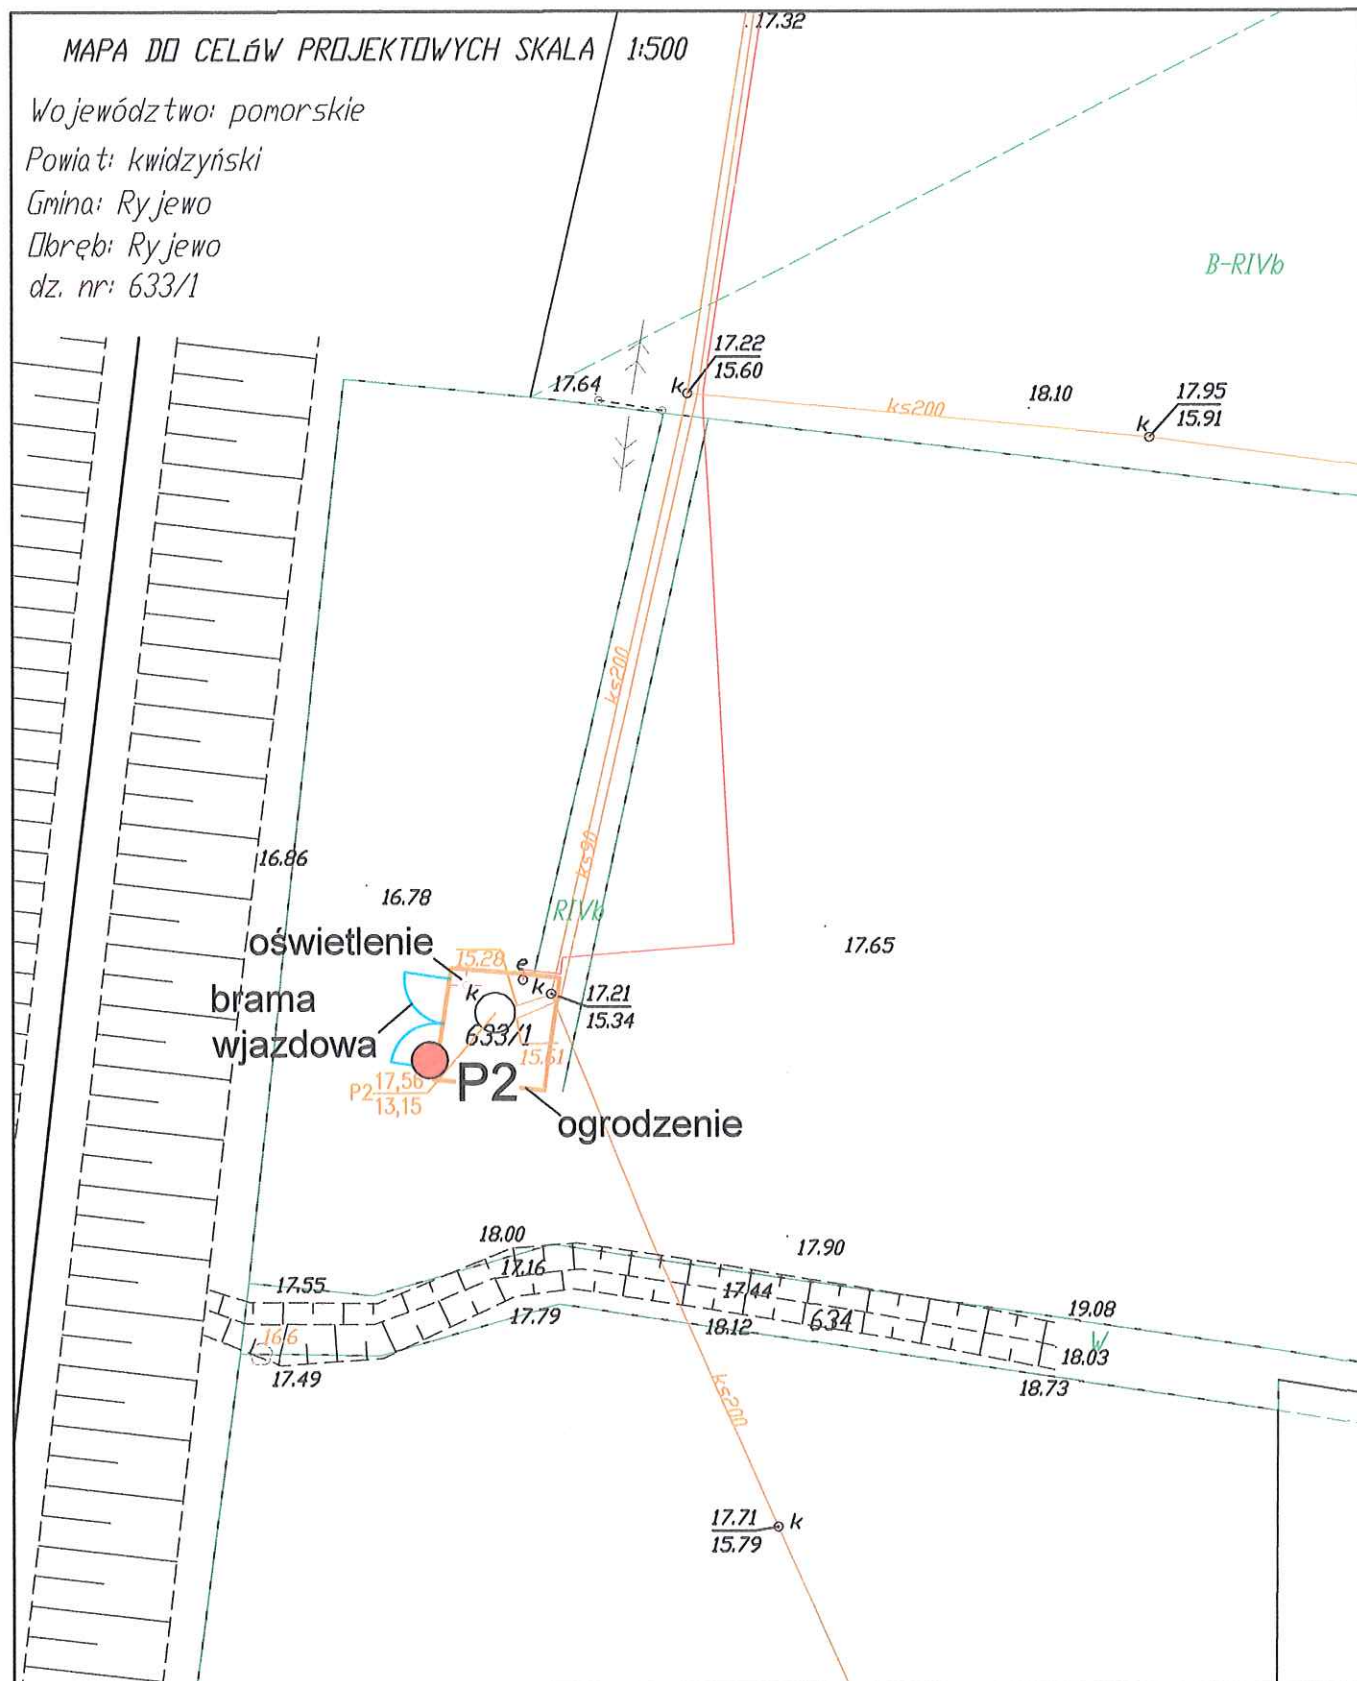 MAPA DO CELÓW PROJEKTOWYCH SKALA 1:500
17.32
Województwo: pomorskie
Powiat: kwidzyński
Gmina: Ryjewo
Obręb: Ryjewo
dz. nr: 633/1
B-RIVb
17.22
15.60
k
17.64
ks200
18.10
17.95
15.91
k
ks200
ks90
16.86
16.78
RIVb
17.65
oświetlenie
15.28
e
k
k
17.21
15.34
brama
wjazdowa
633/1
15.61
P2
17,56
13,15
P2
ogrodzenie
18.00
17.90
17.16
17.55
17.44
17.79
18.12
634
19.08
W
18.03
18.73
16.6
17.49
ks200
17.71
15.79
k